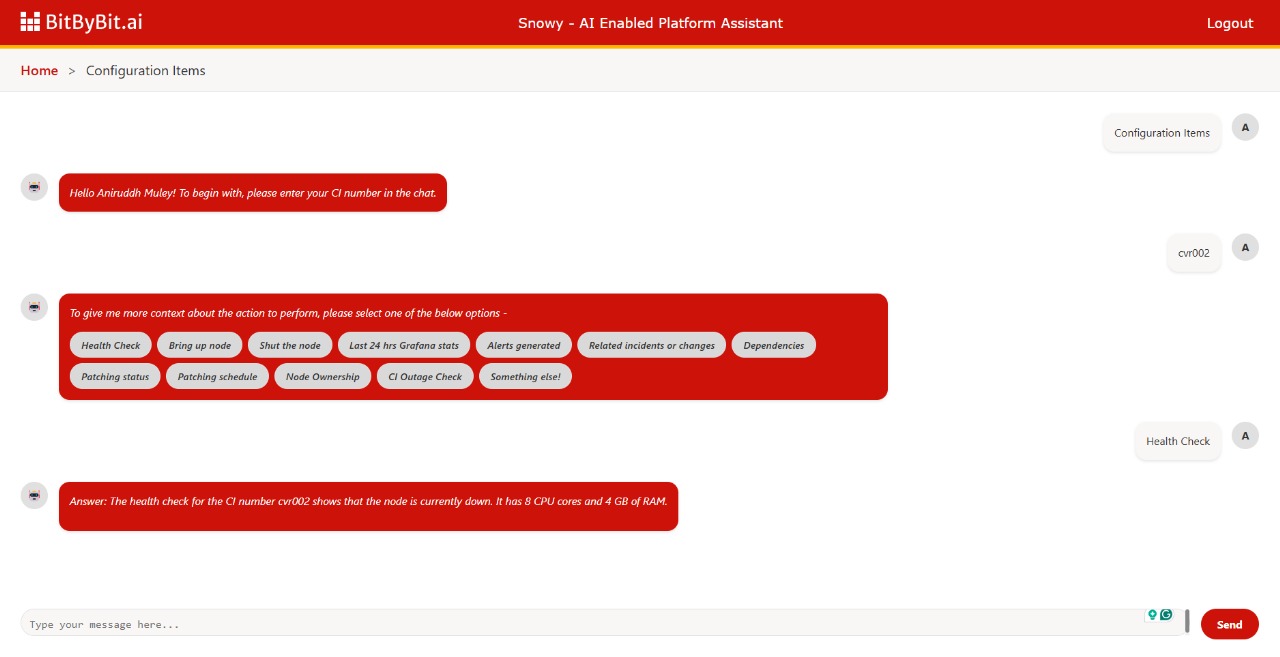 BitByBit.ai
Snowy - AI Enabled Platform Assistant
Logout
Home > Configuration Items
Configuration Items
A
Hello Aniruddh Muley! To begin with, please enter your CI number in the chat.
cvr002
A
To give me more context about the action to perform, please select one of the below options -
Health Check Bring up node Shut the node Last 24 hrs Grafana stats Alerts generated Related incidents or changes Dependencies
Patching status Patching schedule Node Ownership CI Outage Check Something else!
Health Check
A
Answer: The health check for the CI number cvr002 shows that the node is currently down. It has 8 CPU cores and 4 GB of RAM.
Type your message here...
Send